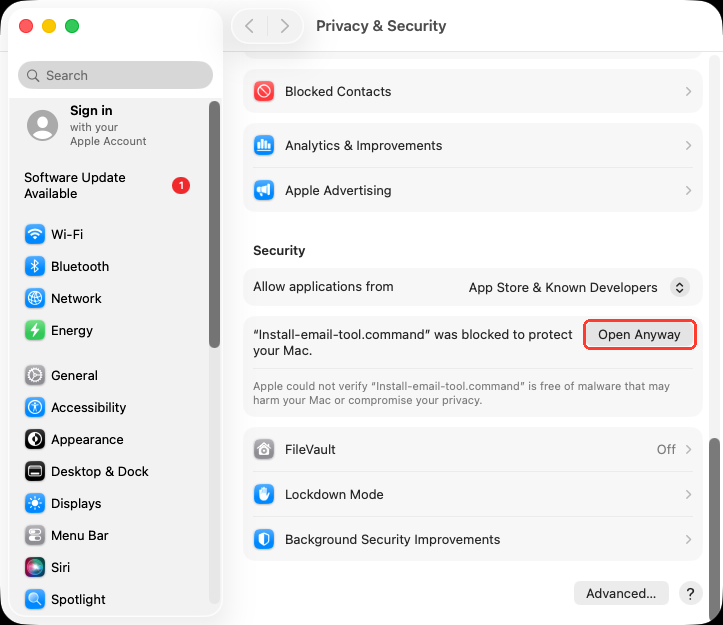 Privacy & Security
Search
Sign in
with your
Apple Account
Software Update
Available
1
Wi-Fi
Bluetooth
Network
Energy
General
Accessibility
Appearance
Desktop & Dock
Displays
Menu Bar
Siri
Spotlight
Blocked Contacts
Analytics & Improvements
Apple Advertising
Security
Allow applications from
App Store & Known Developers
“Install-email-tool.command” was blocked to protect
your Mac.
Open Anyway
Apple could not verify “Install-email-tool.command” is free of malware that may
harm your Mac or compromise your privacy.
FileVault
Off
Lockdown Mode
Background Security Improvements
Advanced...
?